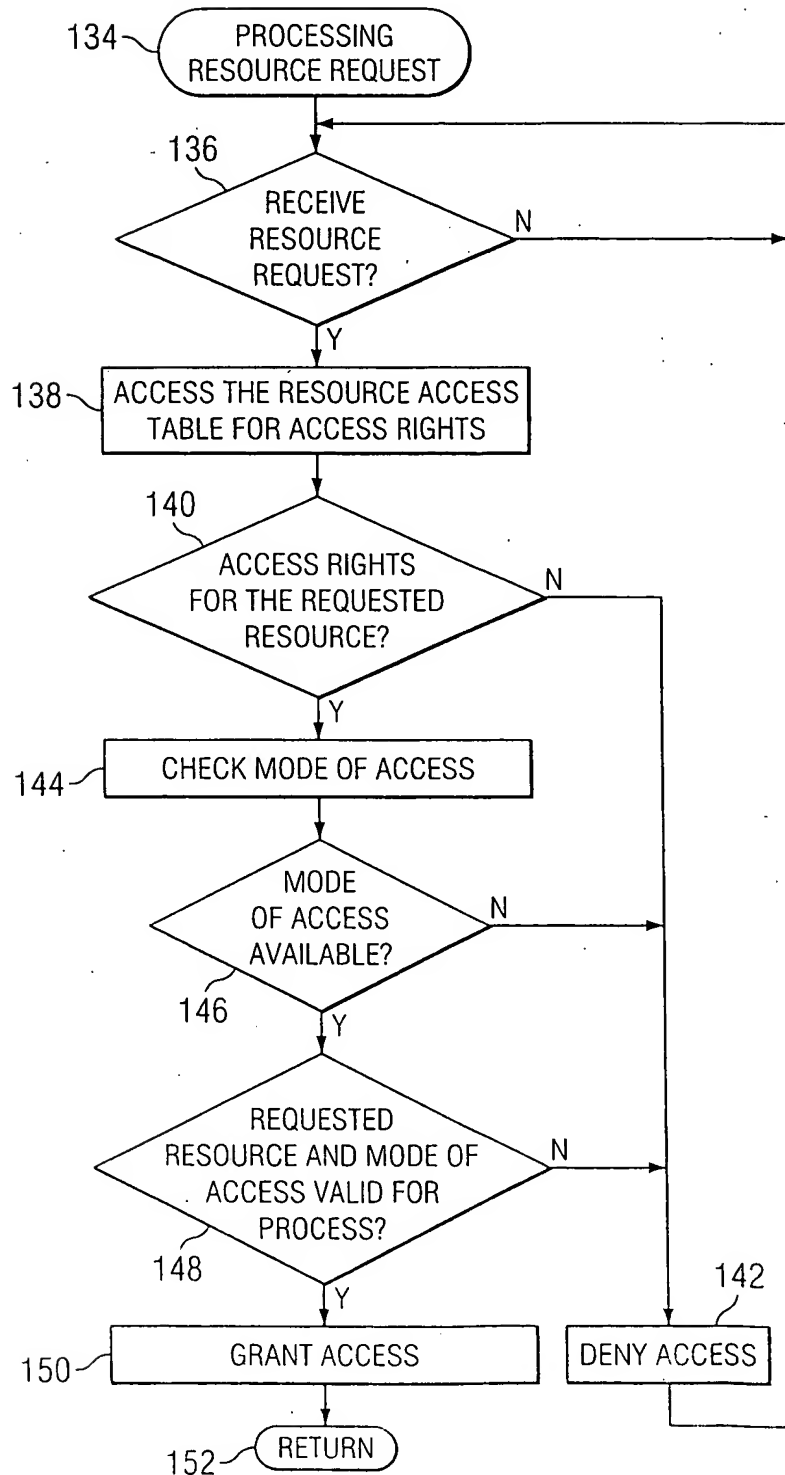 134
PROCESSING
RESOURCE REQUEST
136
RECEIVE
RESOURCE
REQUEST?
N
Y
138
ACCESS THE RESOURCE ACCESS
TABLE FOR ACCESS RIGHTS
140
ACCESS RIGHTS
FOR THE REQUESTED
RESOURCE?
N
Y
144
CHECK MODE OF ACCESS
MODE
OF ACCESS
AVAILABLE?
N
146
Y
REQUESTED
RESOURCE AND MODE OF
ACCESS VALID FOR
PROCESS?
N
148
Y
142
150
GRANT ACCESS
DENY ACCESS
152
RETURN